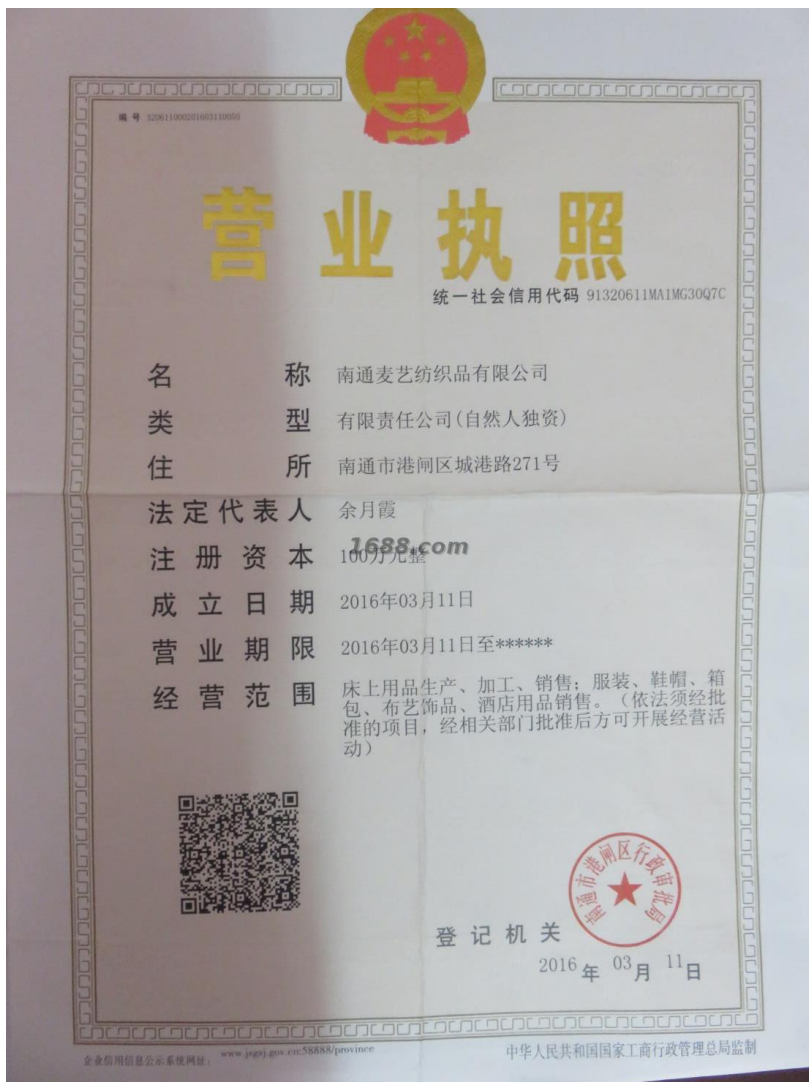 编号 320611000201603110050
营业执照
统一社会信用代码 91320611MA1MG30Q7C
名称 南通麦艺纺织品有限公司
类型 有限责任公司(自然人独资)
住所 南通市港闸区城港路271号
法定代表人 余月霞
注册资本 100万元整
1688.com
成立日期 2016年03月11日
营业期限 2016年03月11日至******
经营范围 床上用品生产、加工、销售；服装、鞋帽、箱
包、布艺饰品、酒店用品销售。（依法须经批
准的项目，经相关部门批准后方可开展经营活
动）
南通市港闸区行政审批局
登记机关
2016年03月11日
企业信用信息公示系统网址：www.jsgsj.gov.cn:58888/province
中华人民共和国国家工商行政管理总局监制